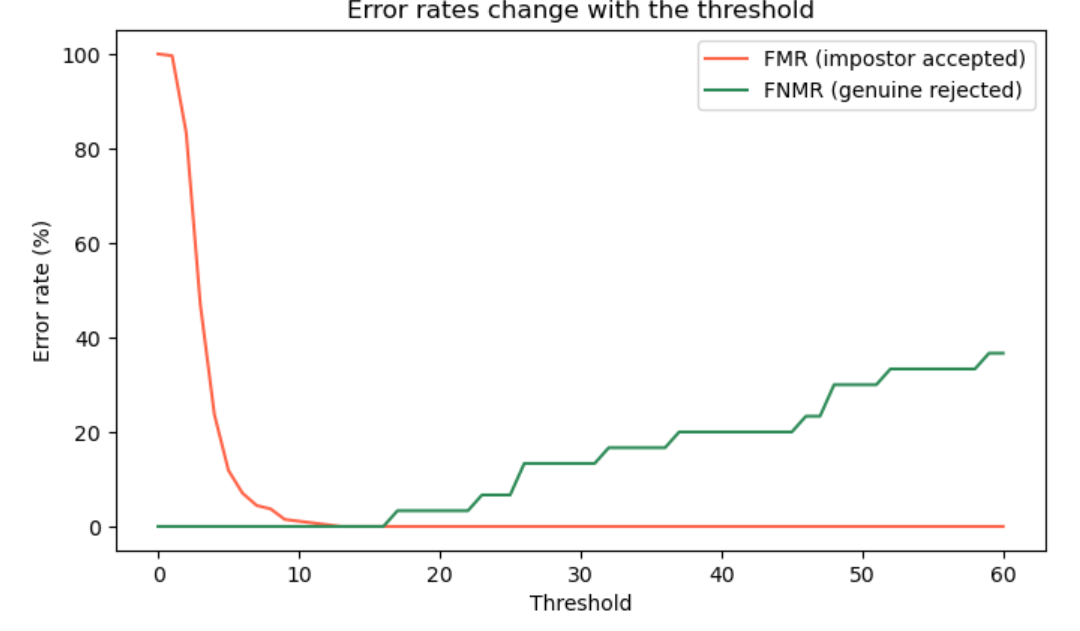 Error rates change with the threshold
FMR (impostor accepted)
FNMR (genuine rejected)
100
80
60
40
20
0
Error rate (%)
0 10 20 30 40 50 60
Threshold